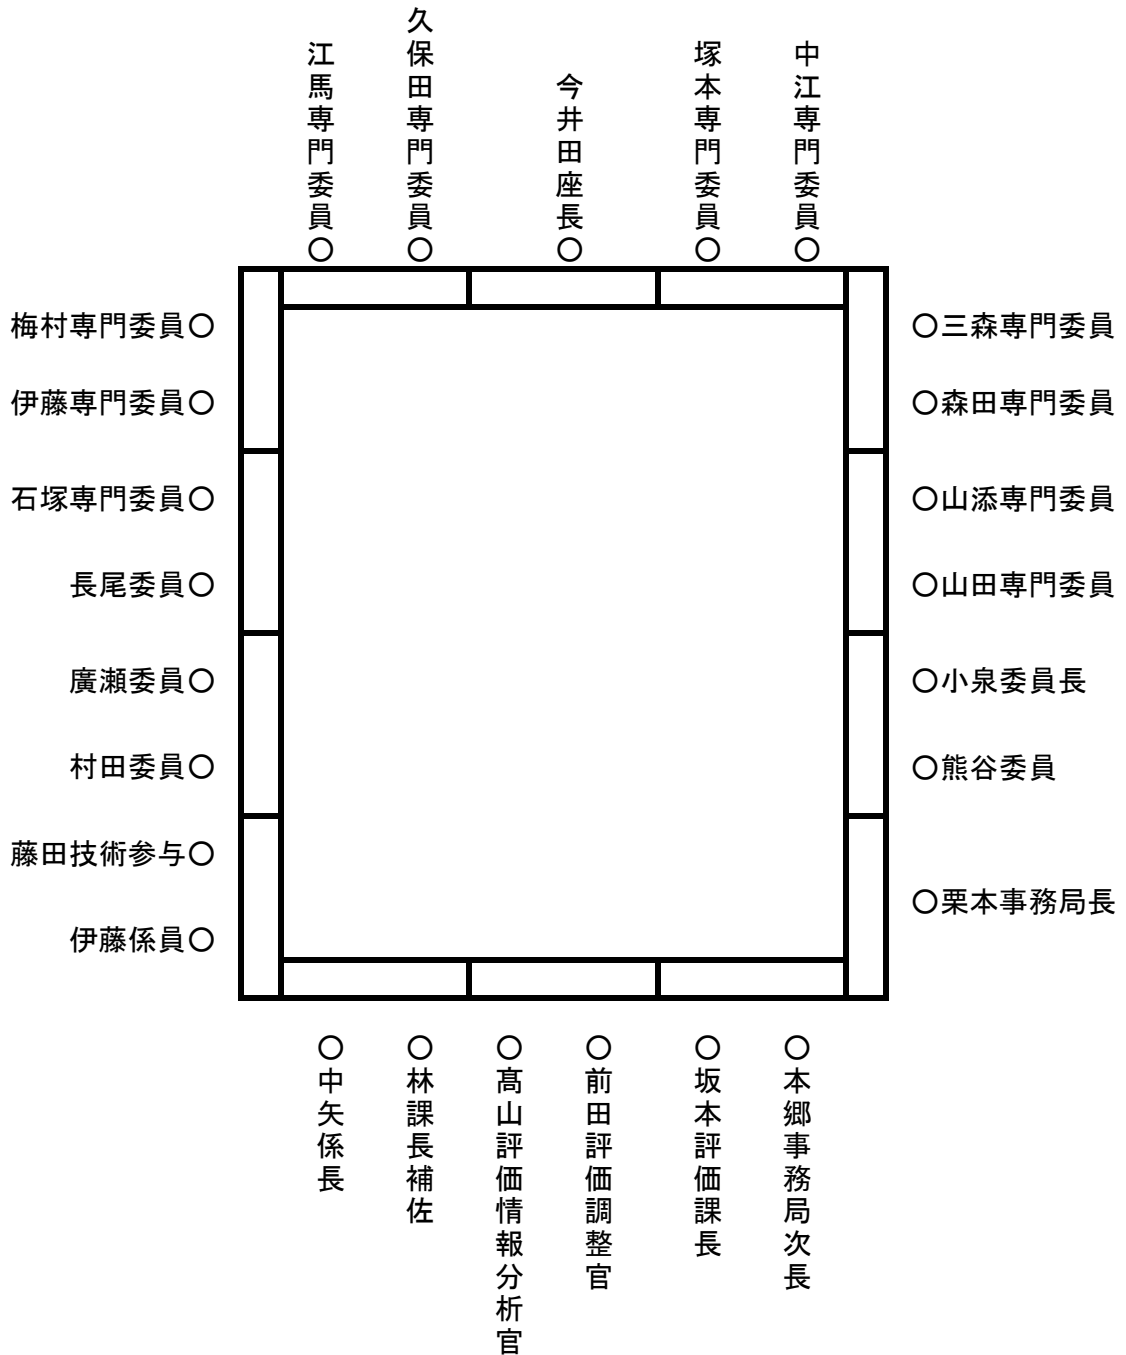 江馬専門委員○
久保田専門委員○
今井田座長○
塚本専門委員○
中江専門委員○
梅村専門委員○
伊藤専門委員○
石塚専門委員○
長尾委員○
廣瀬委員○
村田委員○
藤田技術参与○
伊藤係員○
○三森専門委員
○森田専門委員
○山添専門委員
○山田専門委員
○小泉委員長
○熊谷委員
○栗本事務局長
○中矢係長
○林課長補佐
○髙山評価情報分析官
○前田評価調整官
○坂本評価課長
○本郷事務局次長